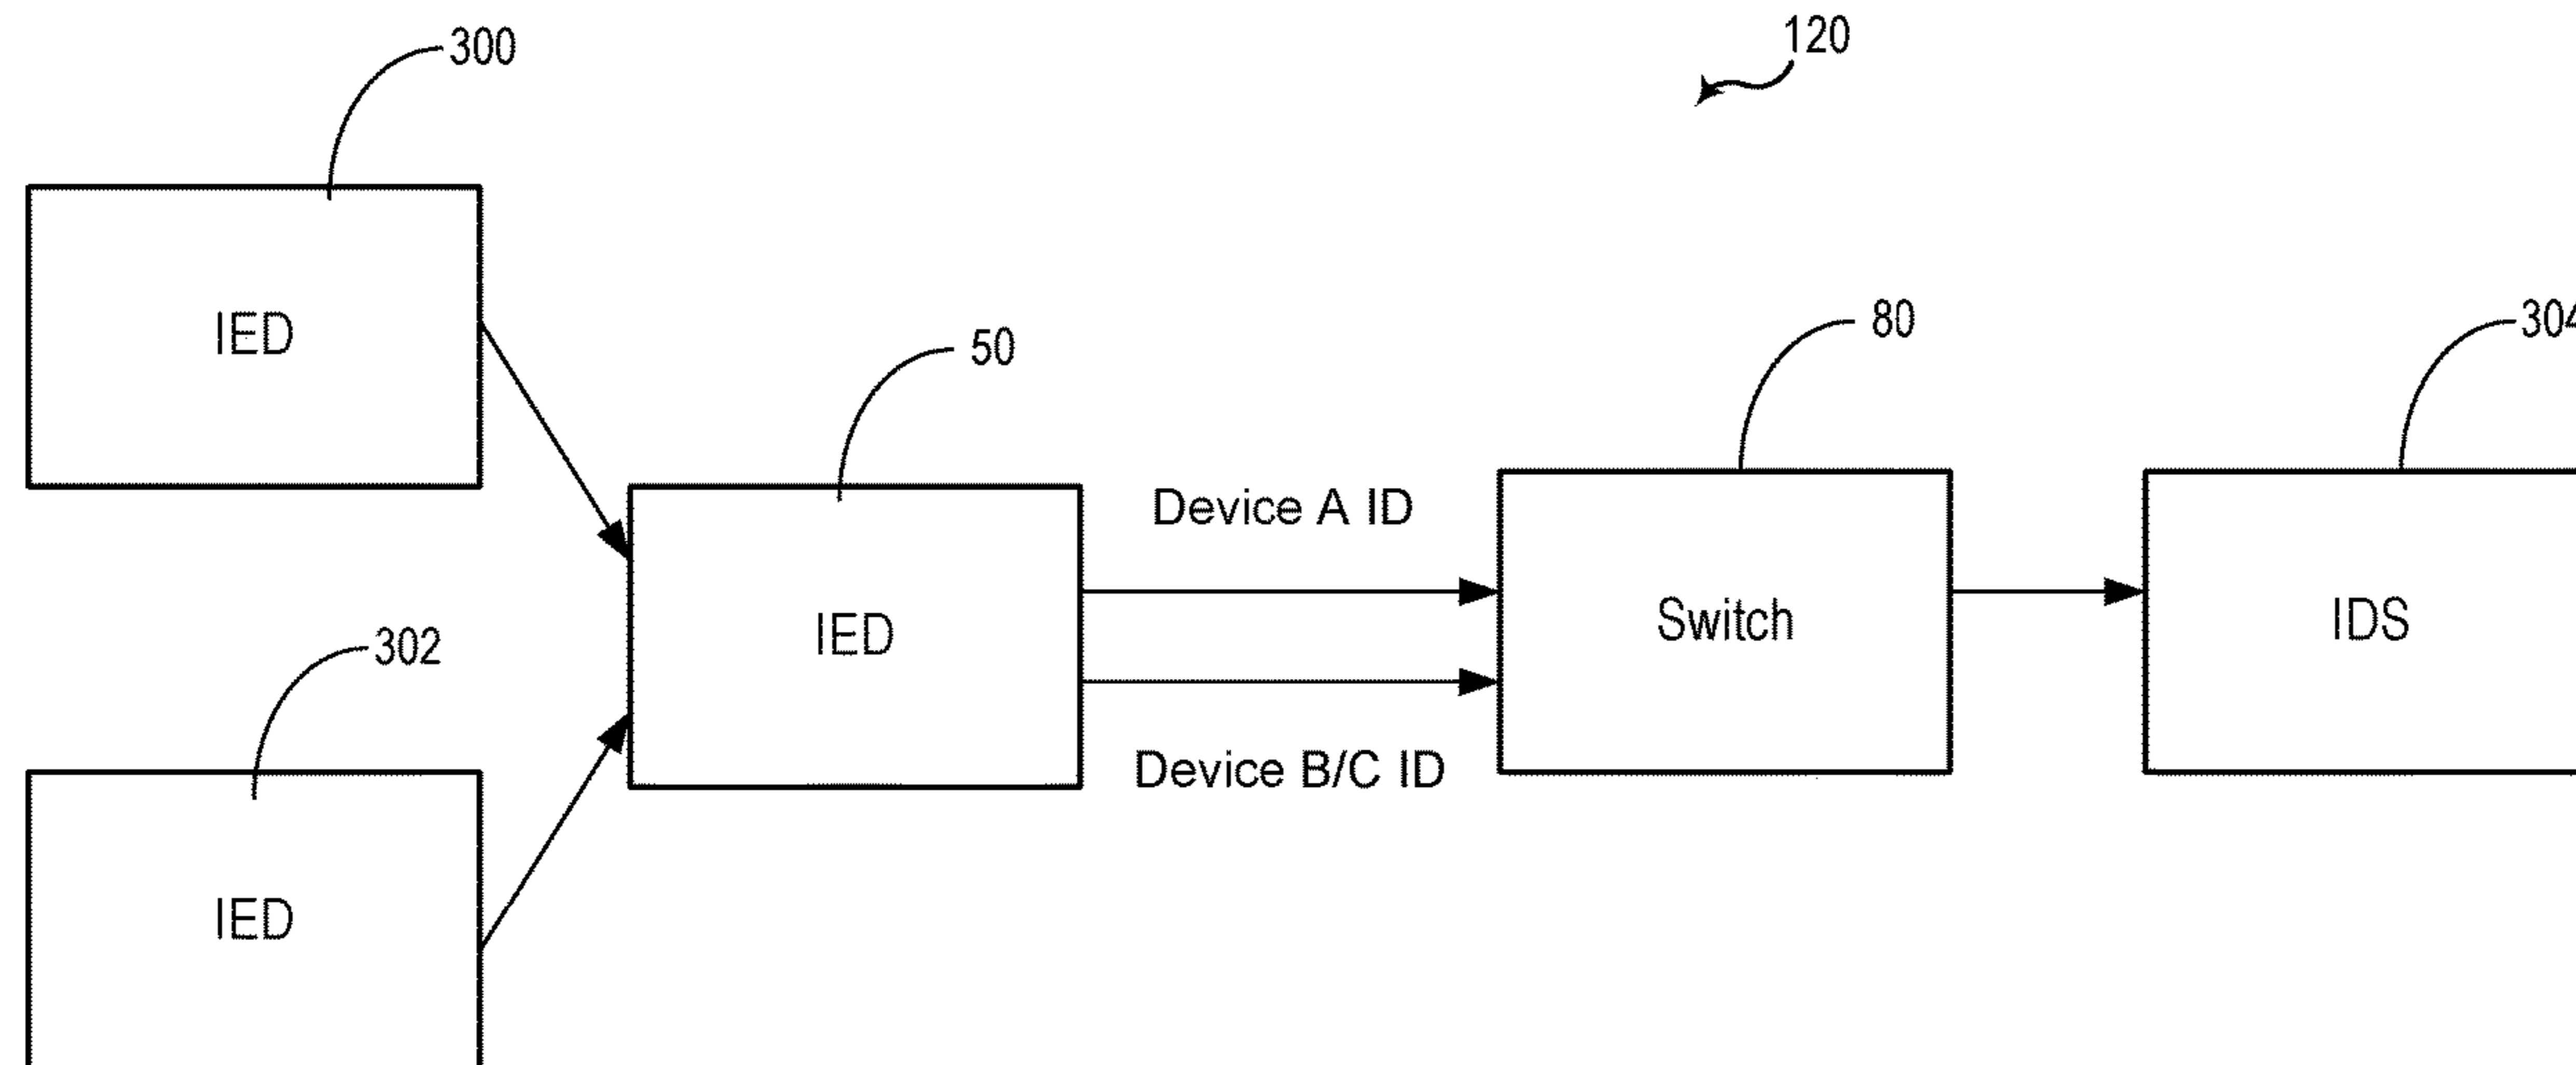 120
300
IED
50
80
304
Device A ID
IED
Switch
IDS
302
Device B/C ID
IED